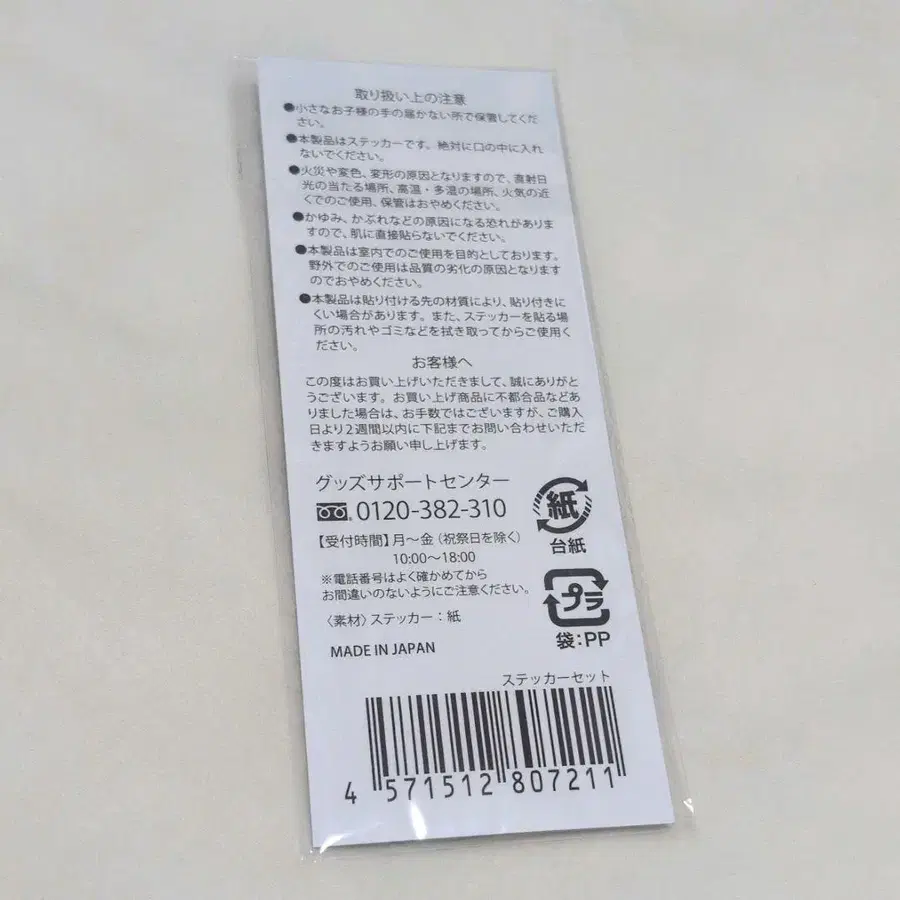 取り扱い上の注意
●小さなお子様の手の届かない所で保管してくだ
さい。
●本製品はステッカーです。絶対に口の中に入れ
ないでください。
●火災や変色、変形の原因となりますので、直射日
光の当たる場所、高温・多湿の場所、火気の近
くでのご使用、保管はおやめください。
●かゆみ、かぶれなどの原因になる恐れがありま
すので、肌に直接貼らないでください。
●本製品は室内でのご使用を目的としております。
野外でのご使用は品質の劣化の原因となります
のでおやめください。
●本製品は貼り付ける先の材質により、貼り付きに
くい場合があります。また、ステッカーを貼る場
所の汚れやゴミなどを拭き取ってからご使用く
ださい。
お客様へ
この度はお買い上げいただきまして、誠にありがと
うございます。お買い上げ商品に不都合品などあ
りました場合は、お手数ではございますが、ご購入
日より2週間以内に下記までお問い合わせいただ
きますようお願い申し上げます。
グッズサポートセンター
0120-382-310
【受付時間】月〜金（祝祭日を除く）
10:00〜18:00
※電話番号はよく確かめてから
お間違いのないようにご注意ください。
〈素材〉ステッカー：紙
MADE IN JAPAN
紙
台紙
プラ
袋:PP
ステッカーセット
4 571512 807211